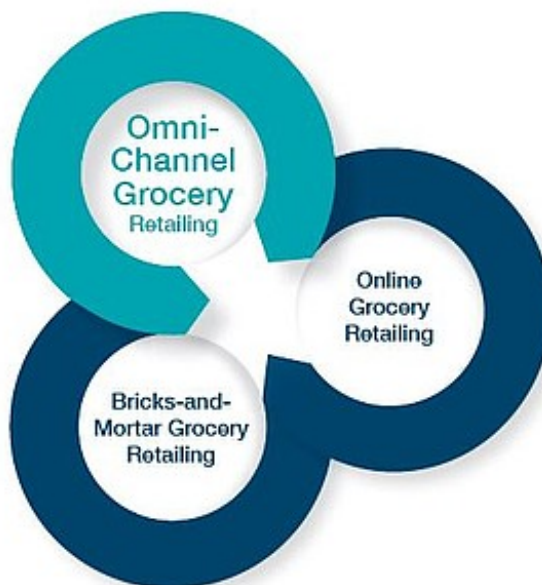 Omni-
Channel
Grocery
Retailing
Online
Grocery
Retailing
Bricks-and-
Mortar Grocery
Retailing